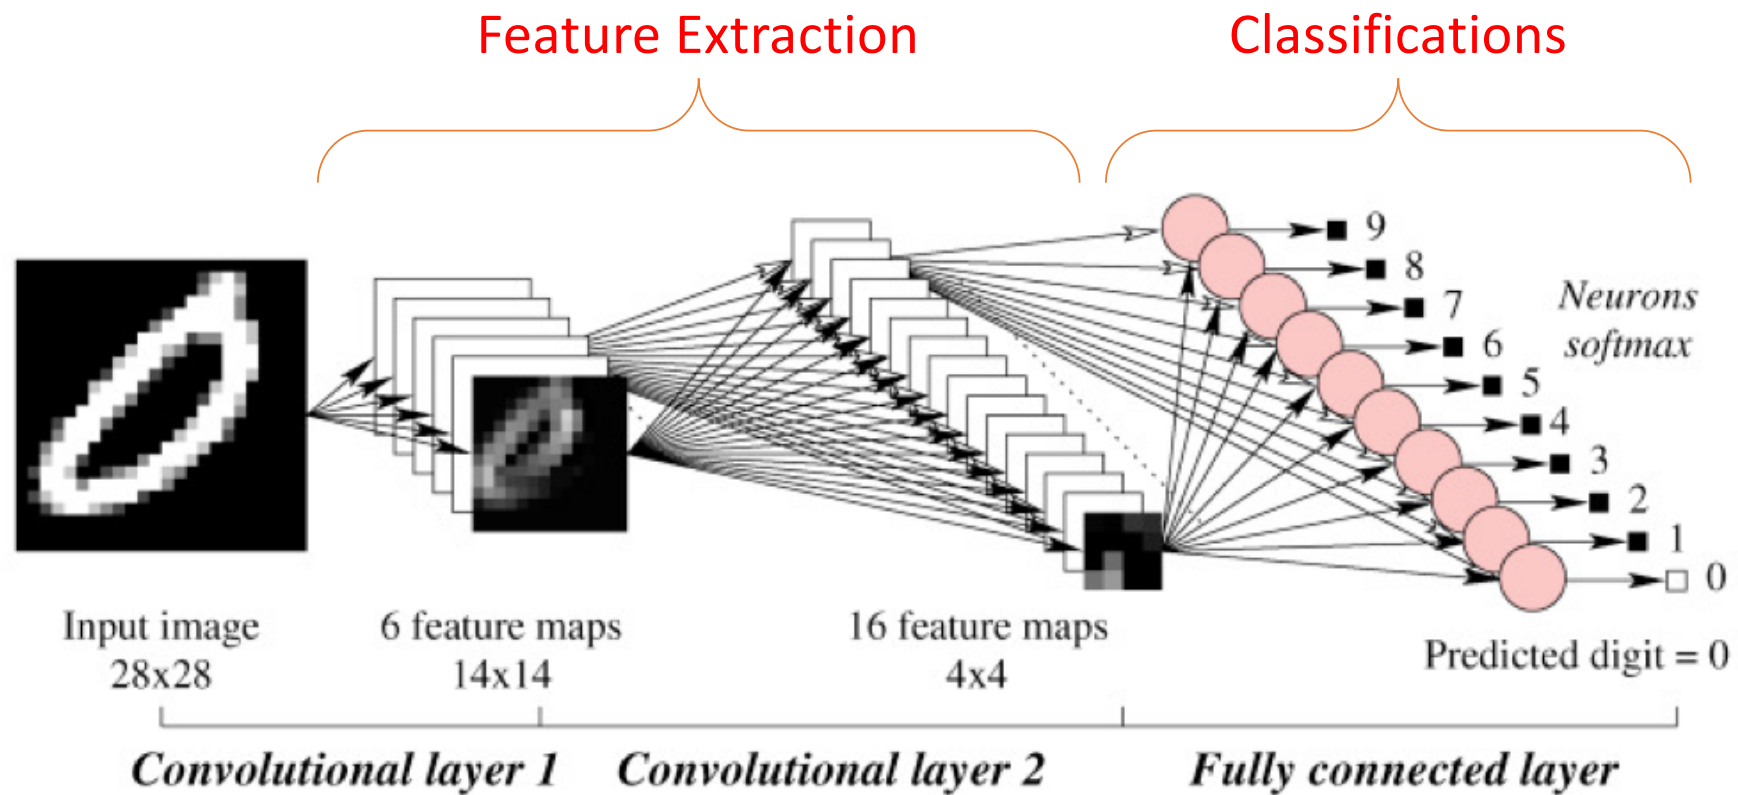 Feature Extraction
Classifications
9
8
7
6
5
4
3
2
1
0
Neurons
softmax
Input image
28x28
6 feature maps
14x14
16 feature maps
4x4
Predicted digit = 0
Convolutional layer 1
Convolutional layer 2
Fully connected layer